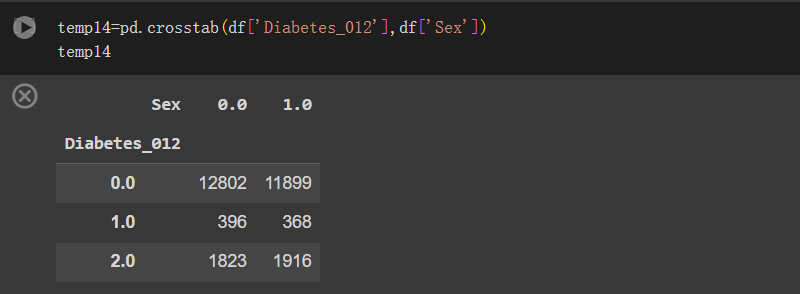 temp14=pd.crosstab(df['Diabetes_012'],df['Sex'])
temp14
Sex 0.0 1.0
Diabetes_012
0.0 12802 11899
1.0 396 368
2.0 1823 1916